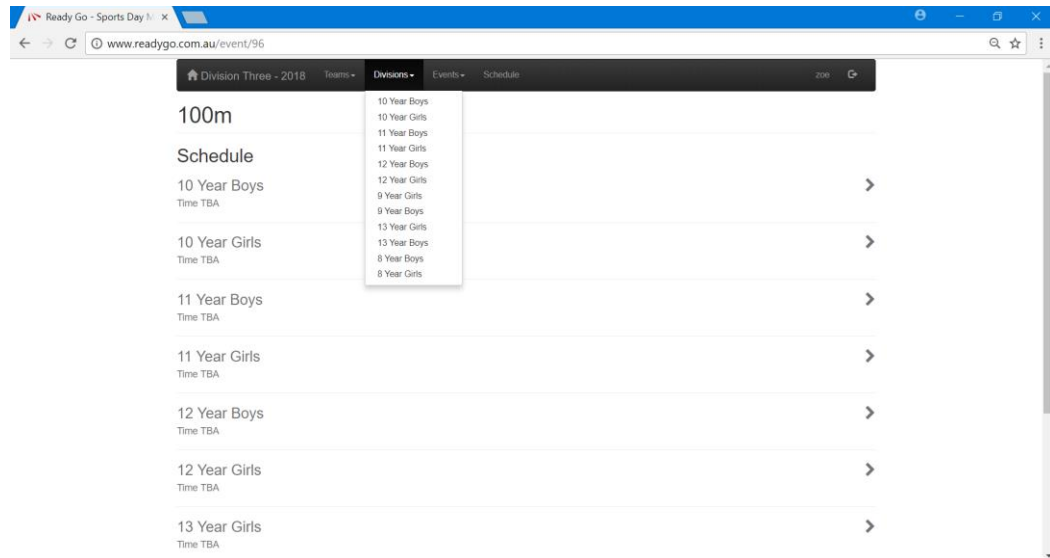 Ready Go - Sports Day M
www.readygo.com.au/event/96
Division Three - 2018 Teams Divisions Events Schedule zoe
10 Year Boys
10 Year Girls
11 Year Boys
11 Year Girls
12 Year Boys
12 Year Girls
9 Year Girls
9 Year Boys
13 Year Girls
13 Year Boys
8 Year Boys
8 Year Girls
100m
Schedule
10 Year Boys
Time TBA
10 Year Girls
Time TBA
11 Year Boys
Time TBA
11 Year Girls
Time TBA
12 Year Boys
Time TBA
12 Year Girls
Time TBA
13 Year Girls
Time TBA